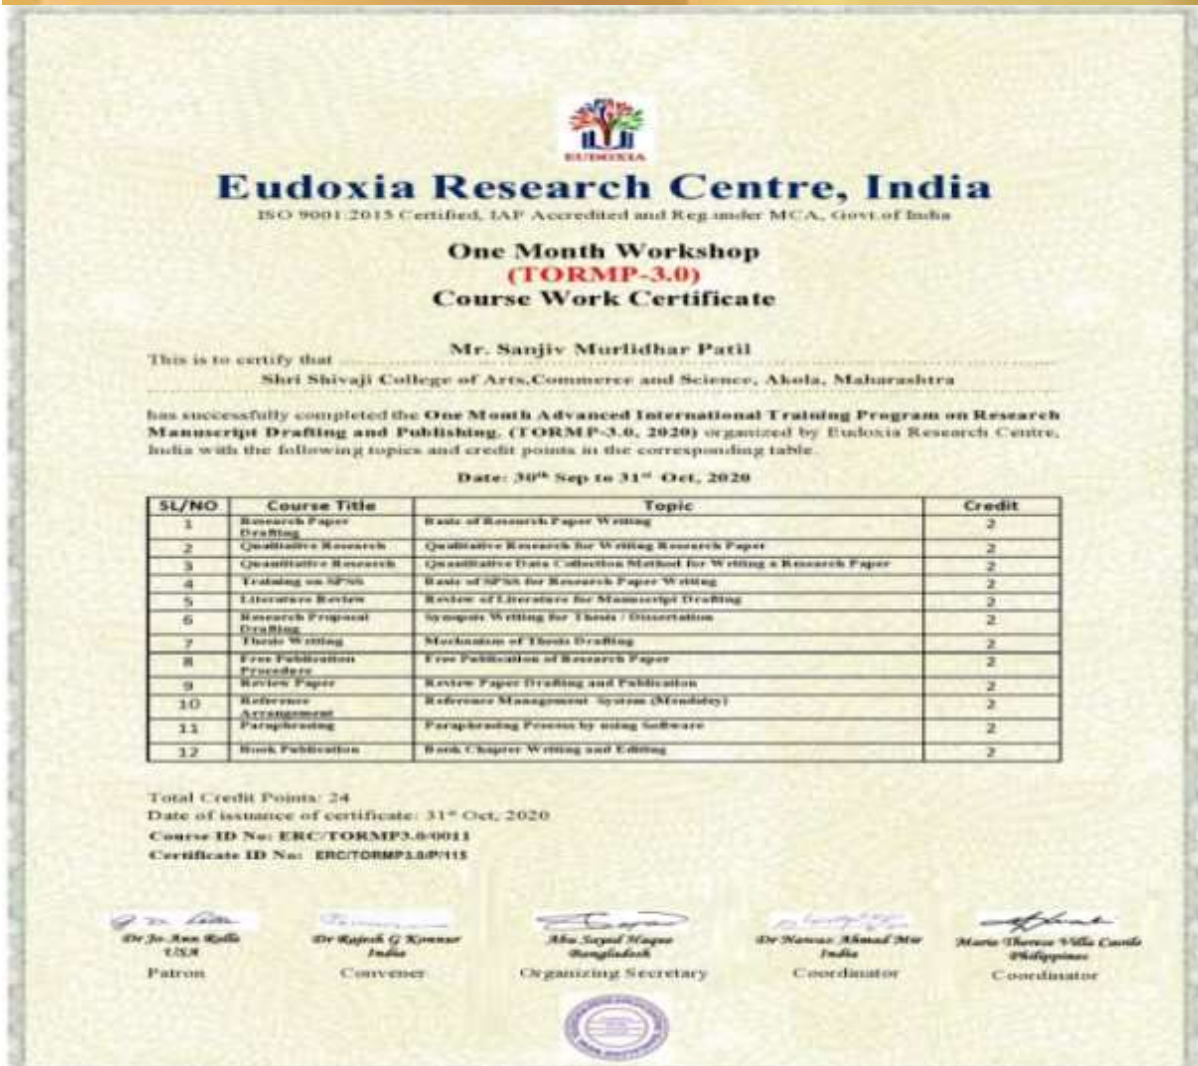 EUDOXIA
Eudoxia Research Centre, India
ISO 9001:2015 Certified, IAF Accredited and Reg.under MCA, Govt.of India
One Month Workshop
(TORMP-3.0)
Course Work Certificate
This is to certify that Mr. Sanjiv Murlidhar Patil
Shri Shivaji College of Arts,Commerce and Science, Akola, Maharashtra
has successfully completed the One Month Advanced International Training Program on Research
Manuscript Drafting and Publishing, (TORMP-3.0, 2020) organized by Eudoxia Research Centre,
India with the following topics and credit points in the corresponding table.
Date: 30th Sep to 31st Oct, 2020
SL/NO Course Title Topic Credit
1 Research Paper Drafting Basic of Research Paper Writing 2
2 Qualitative Research Qualitative Research for Writing Research Paper 2
3 Quantitative Research Quantitative Data Collection Method for Writing a Research Paper 2
4 Training on SPSS Basic of SPSS for Research Paper Writing 2
5 Literature Review Review of Literature for Manuscript Drafting 2
6 Research Proposal Drafting Synopsis Writing for Thesis / Dissertation 2
7 Thesis Writing Mechanism of Thesis Drafting 2
8 Free Publication Procedure Free Publication of Research Paper 2
9 Review Paper Review Paper Drafting and Publication 2
10 Reference Arrangement Reference Management System (Mendeley) 2
11 Paraphrasing Paraphrasing Process by using Software 2
12 Book Publication Book Chapter Writing and Editing 2
Total Credit Points: 24
Date of issuance of certificate: 31st Oct, 2020
Course ID No: ERC/TORMP3.0/0011
Certificate ID No: ERC/TORMP3.0/P/115
Dr Jo-Ann Rolle Dr Rajesh G Konnur Abu Sayed Haque Dr Nawaz Ahmad Mir Maria Theresa Villa Castilo
USA India Bangladesh India Philippines
Patron Convener Organizing Secretary Coordinator Coordinator